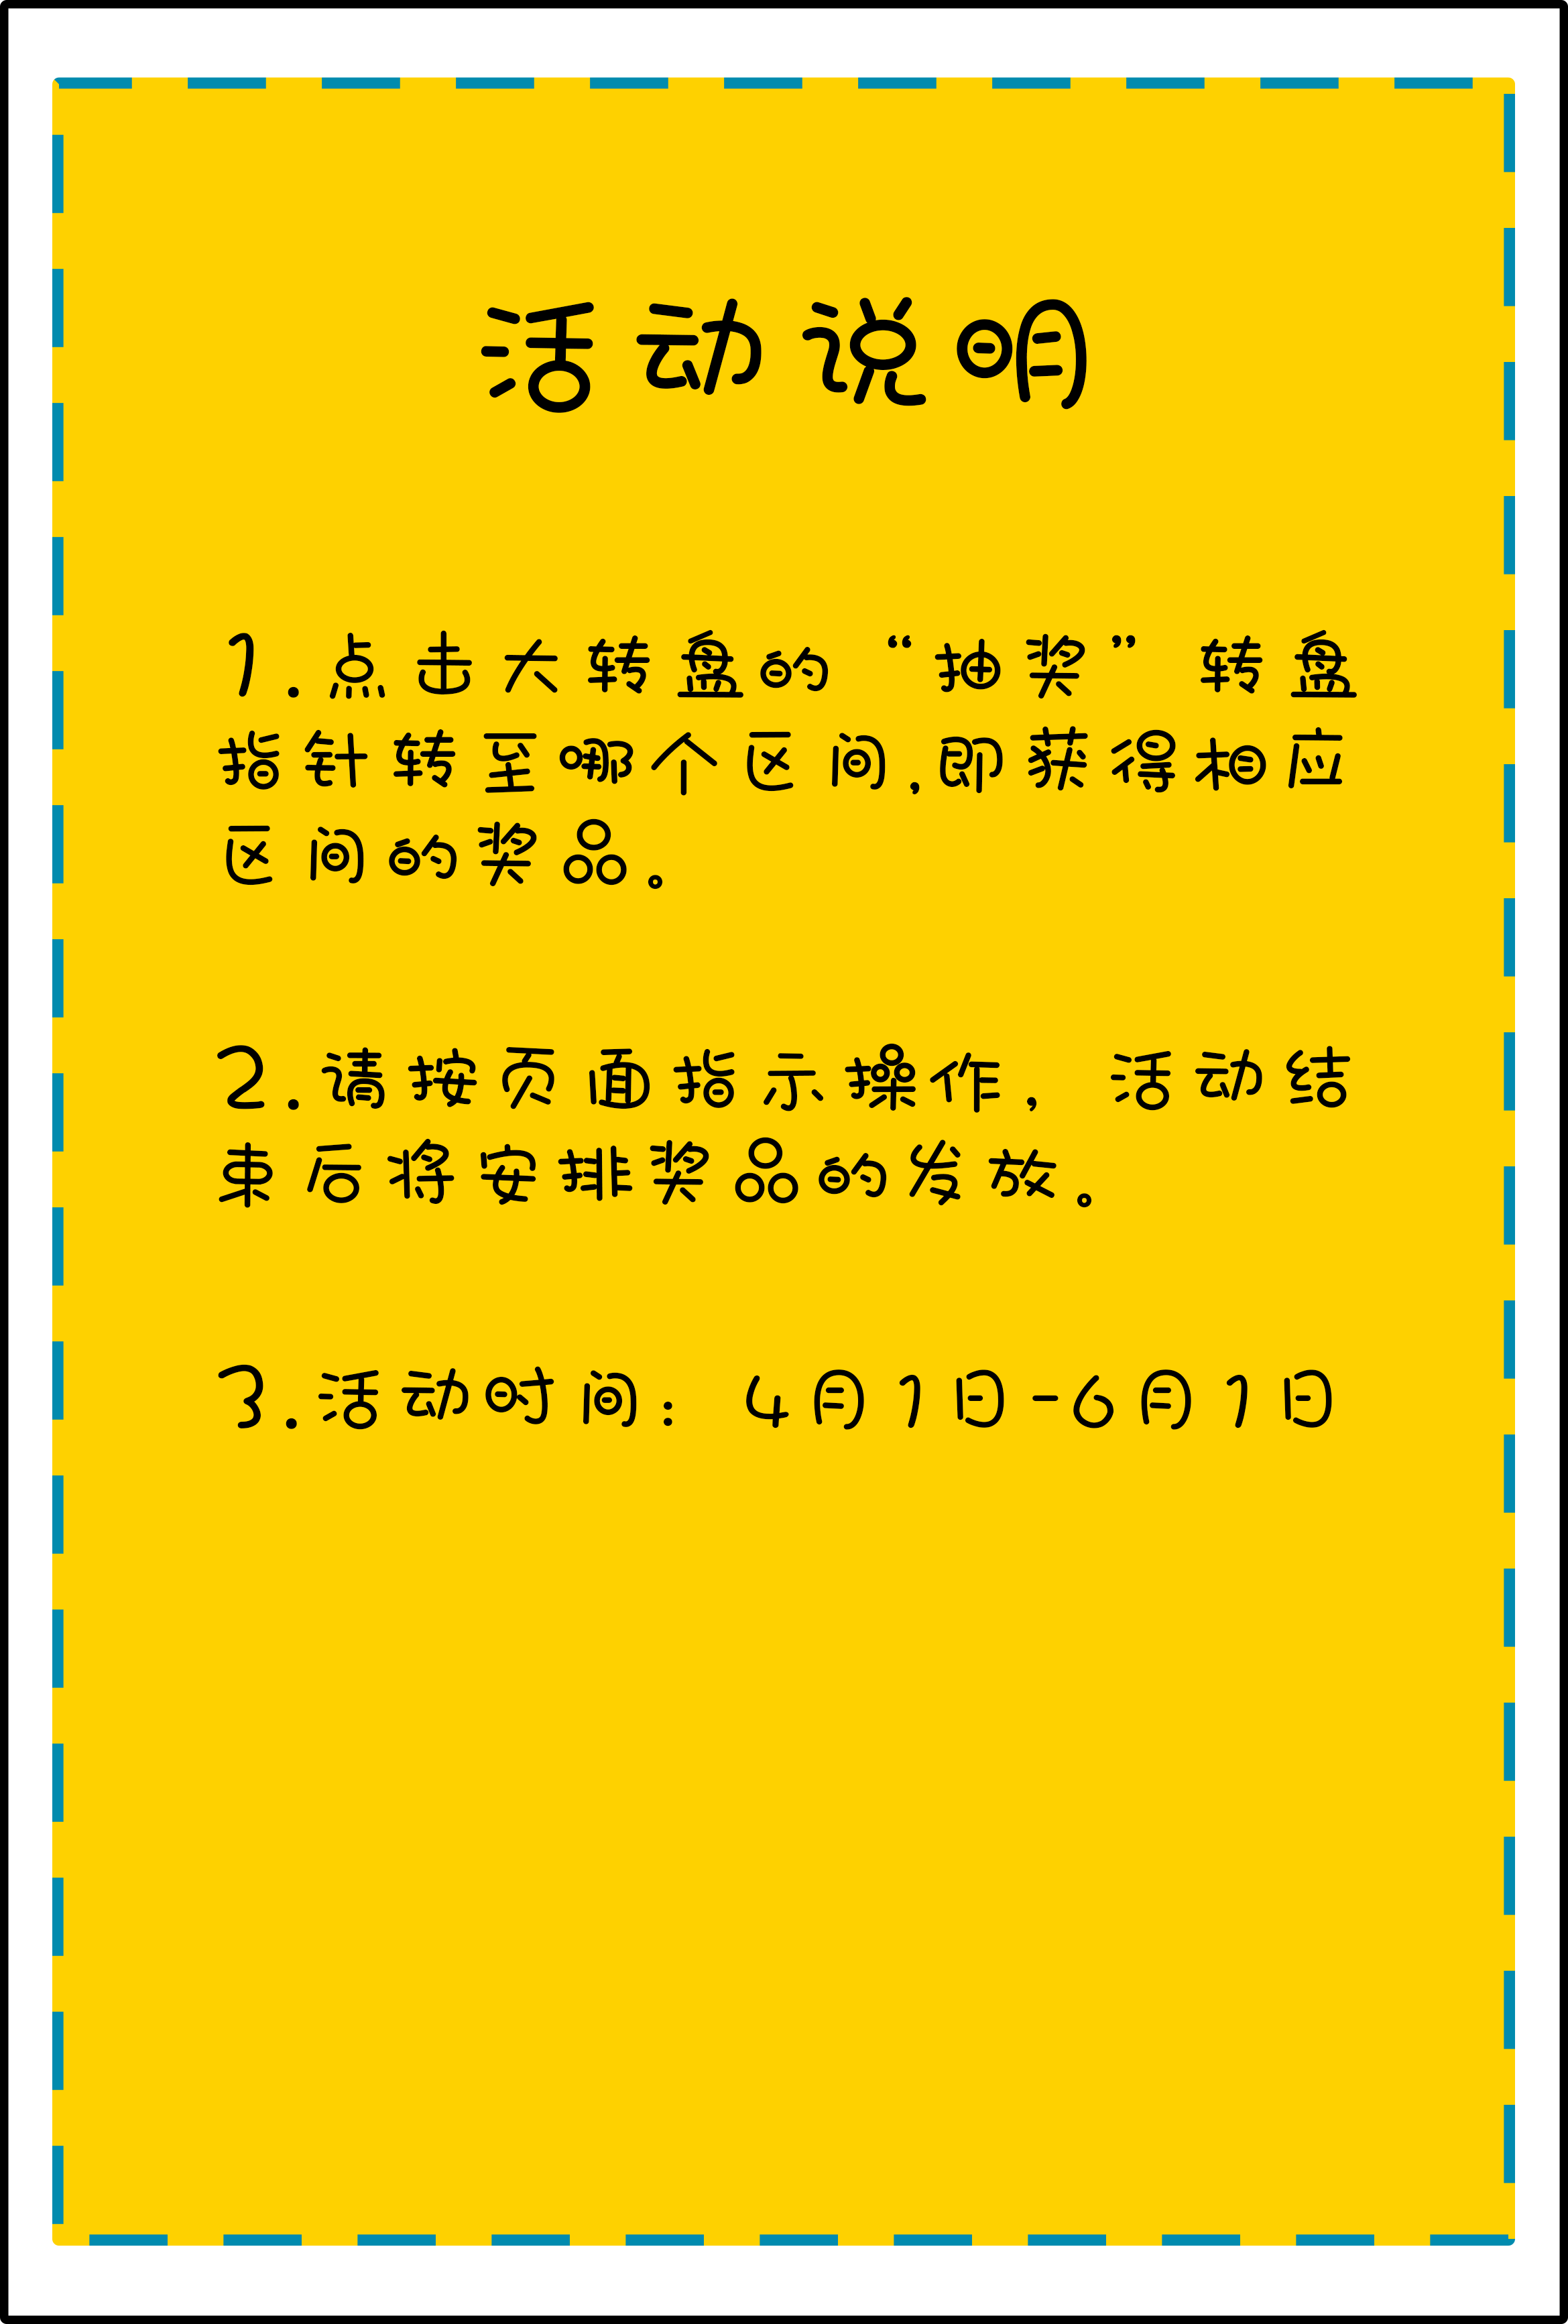 活动说明
1.点击大转盘的“抽奖”转盘
指针转至哪个区间,即获得相应
区间的奖品。
2.请按页面指示操作，活动结
束后将安排奖品的发放。
3.活动时间：4月1日-6月1日